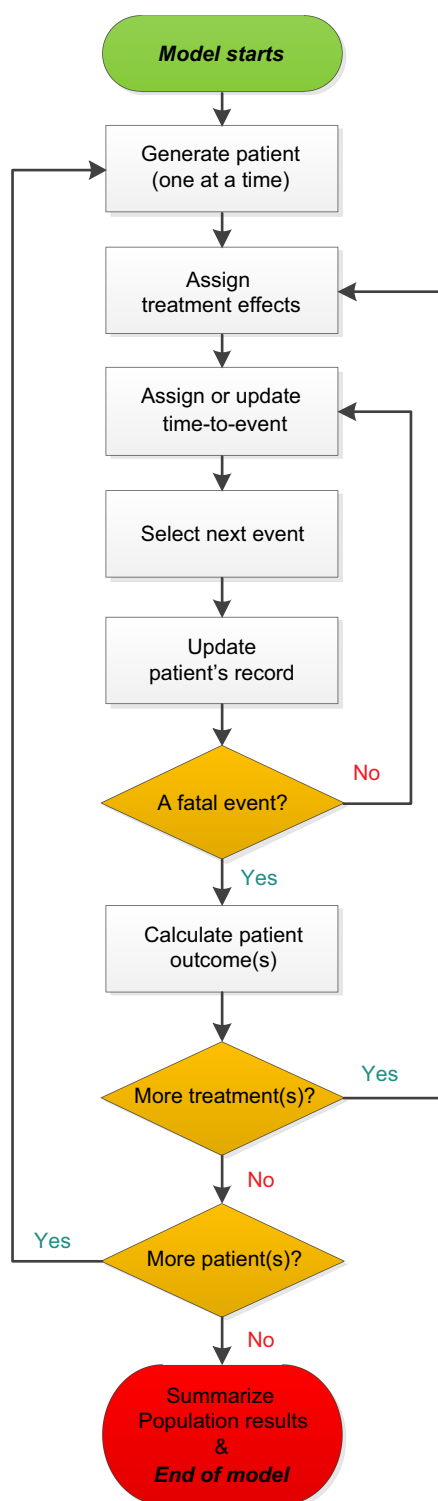 Model starts
Generate patient
(one at a time)
Assign
treatment effects
Assign or update
time-to-event
Select next event
Update
patient's record
A fatal event?
No
Yes
Calculate patient
outcome(s)
More treatment(s)?
Yes
No
More patient(s)?
Yes
No
Summarize
Population results
&
End of model